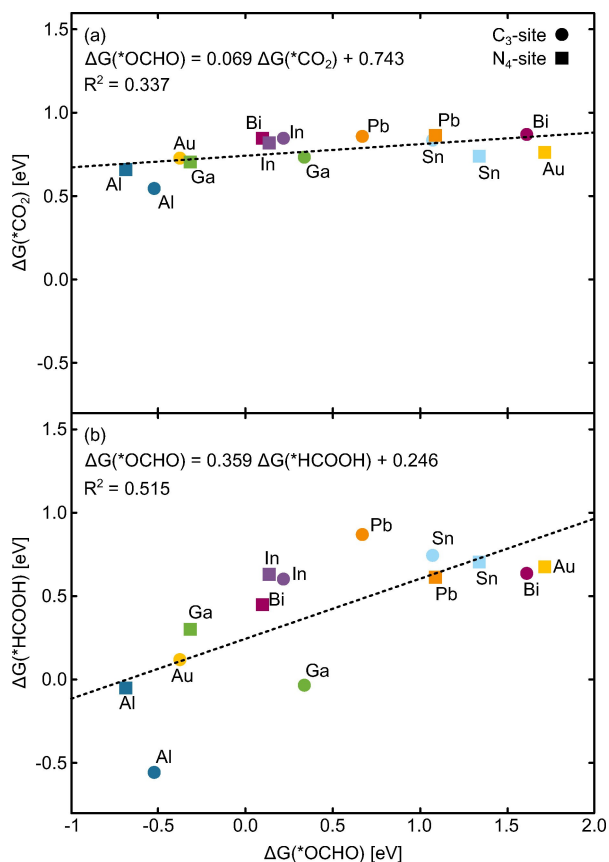 (a)
ΔG(*OCHO) = 0.069 ΔG(*CO₂) + 0.743
R² = 0.337
C₃-site
N₄-site
1.5
1.0
0.5
0.0
-0.5
ΔG(*CO₂) [eV]
Al
Al
Au
Ga
Bi
In
In
Ga
Pb
Pb
Sn
Sn
Bi
Au
(b)
ΔG(*OCHO) = 0.359 ΔG(*HCOOH) + 0.246
R² = 0.515
1.0
0.5
0.0
-0.5
ΔG(*HCOOH) [eV]
Al
Al
Au
Ga
In
In
Bi
Ga
Pb
Sn
Pb
Sn
Bi
Au
-1
-0.5
0.0
0.5
1.0
1.5
2.0
ΔG(*OCHO) [eV]